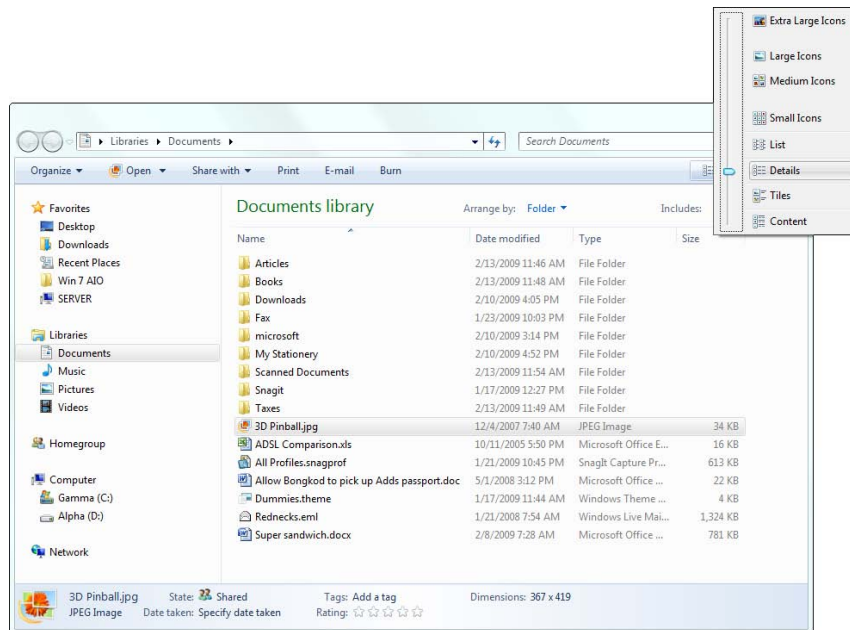 Extra Large Icons
Large Icons
Medium Icons
Small Icons
List
Details
Tiles
Content
Libraries Documents
Search Documents
Organize Open Share with Print E-mail Burn
Favorites
Desktop
Downloads
Recent Places
Win 7 AIO
SERVER
Libraries
Documents
Music
Pictures
Videos
Homegroup
Computer
Gamma (C:)
Alpha (D:)
Network
Documents library
Arrange by: Folder Includes:
Name Date modified Type Size
Articles 2/13/2009 11:46 AM File Folder
Books 2/13/2009 11:48 AM File Folder
Downloads 2/10/2009 4:05 PM File Folder
Fax 1/23/2009 10:03 PM File Folder
microsoft 2/10/2009 3:14 PM File Folder
My Stationery 2/10/2009 4:52 PM File Folder
Scanned Documents 2/13/2009 11:54 AM File Folder
Snagit 1/17/2009 12:27 PM File Folder
Taxes 2/13/2009 11:49 AM File Folder
3D Pinball.jpg 12/4/2007 7:40 AM JPEG Image 34 KB
ADSL Comparison.xls 10/11/2005 5:50 PM Microsoft Office E... 16 KB
All Profiles.snagprof 1/21/2009 10:45 PM SnagIt Capture Pr... 613 KB
Allow Bongkod to pick up Adds passport.doc 5/1/2008 3:12 PM Microsoft Office ... 22 KB
Dummies.theme 1/17/2009 11:44 AM Windows Theme ... 4 KB
Rednecks.eml 1/21/2008 7:54 AM Windows Live Mai... 1,324 KB
Super sandwich.docx 2/8/2009 7:28 AM Microsoft Office ... 781 KB
3D Pinball.jpg State: Shared Tags: Add a tag Dimensions: 367 x 419
JPEG Image Date taken: Specify date taken Rating: